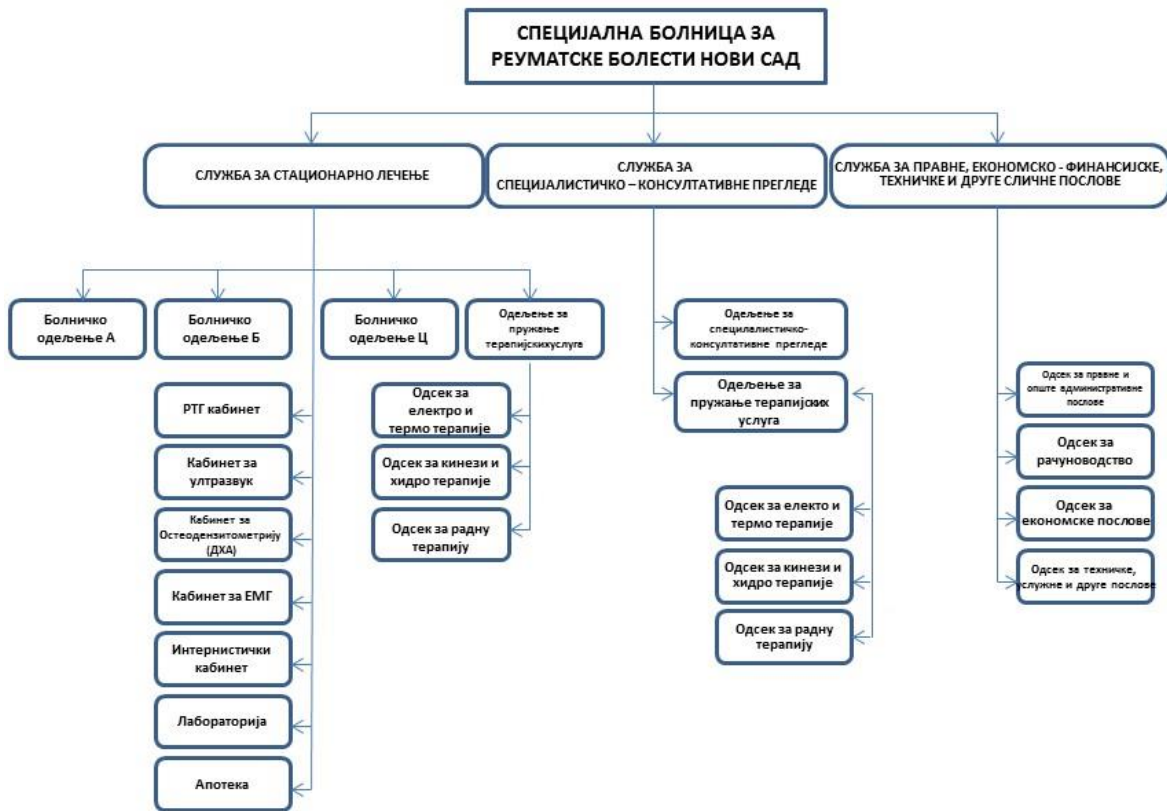 СПЕЦИЈАЛНА БОЛНИЦА ЗА
РЕУМАТСКЕ БОЛЕСТИ НОВИ САД
СЛУЖБА ЗА СТАЦИОНАРНО ЛЕЧЕЊЕ
СЛУЖБА ЗА
СПЕЦИЈАЛИСТИЧКО – КОНСУЛТАТИВНЕ ПРЕГЛЕДЕ
СЛУЖБА ЗА ПРАВНЕ, ЕКОНОМСКО - ФИНАНСИЈСКЕ,
ТЕХНИЧКЕ И ДРУГЕ СЛИЧНЕ ПОСЛОВЕ
Болничко
одељење А
Болничко
одељење Б
Болничко
одељење Ц
Одељење за
пружање
терапијскихуслуга
РТГ кабинет
Кабинет за
ултразвук
Кабинет за
Остеодензитометрију
(ДХА)
Кабинет за ЕМГ
Интернистички
кабинет
Лабораторија
Апотека
Одсек за
електро и
термо терапије
Одсек за кинези и
хидро терапије
Одсек за радну
терапију
Одељење за
специлалистичко-
консултативне прегледе
Одељење за
пружање терапијских
услуга
Одсек за електо и
термо терапије
Одсек за кинези и
хидро терапије
Одсек за радну
терапију
Одсек за правне и
опште административне
послове
Одсек за
рачуноводство
Одсек за
економске послове
Одсек за техничке,
услужне и друге послове